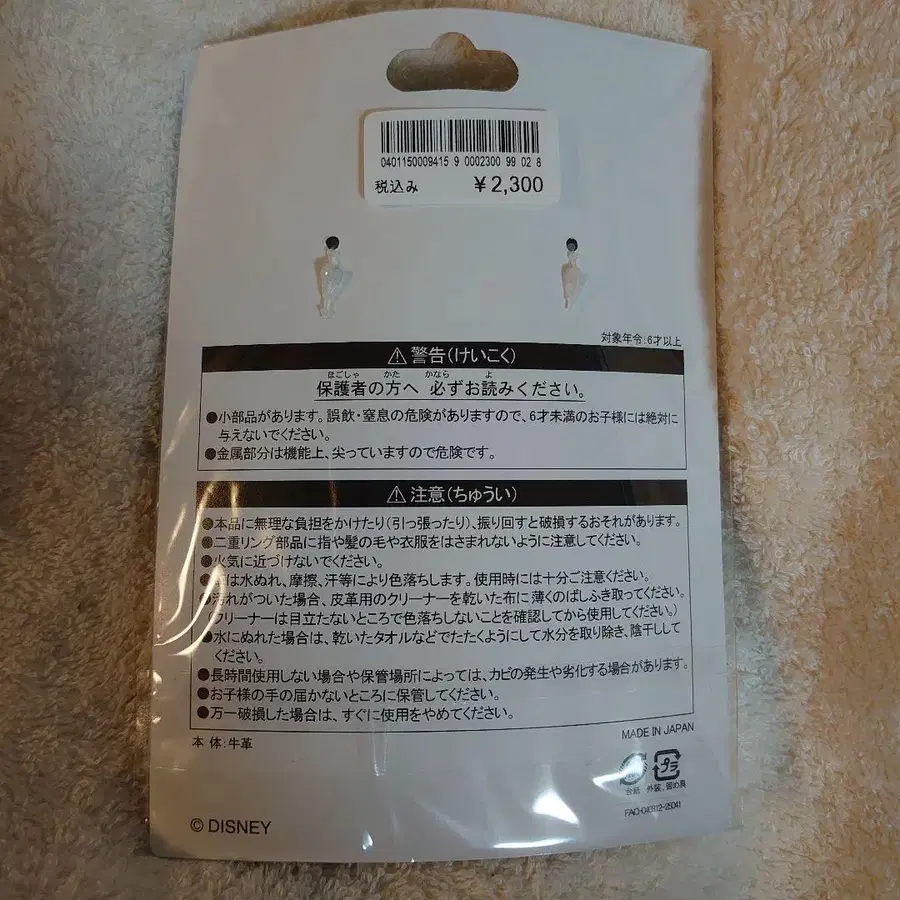 0401150009415 9 0002300 99 02 8
税込み ￥2,300
対象年令:6才以上
⚠警告(けいこく)
ほごしゃ かた かなら よ
保護者の方へ 必ずお読みください。
●小部品があります。誤飲・窒息の危険がありますので、6才未満のお子様には絶対に
与えないでください。
●金属部分は機能上、尖っていますので危険です。
⚠注意(ちゅうい)
●本品に無理な負担をかけたり(引っ張ったり)、振り回すと破損するおそれがあります。
●二重リング部品に指や髪の毛や衣服をはさまれないように注意してください。
●火気に近づけないでください。
は水ぬれ、摩擦、汗等により色落ちします。使用時には十分ご注意ください。
●汚れがついた場合、皮革用のクリーナーを乾いた布に薄くのばしふき取ってください。
(クリーナーは目立たないところで色落ちしないことを確認してから使用してください。)
●水にぬれた場合は、乾いたタオルなどでたたくようにして水分を取り除き、陰干しして
ください。
●長時間使用しない場合や保管場所によっては、カビの発生や劣化する場合があります。
●お子様の手の届かないところに保管してください。
●万一破損した場合は、すぐに使用をやめてください。
本体:牛革
MADE IN JAPAN
プラ
台紙 外装、留め具
© DISNEY